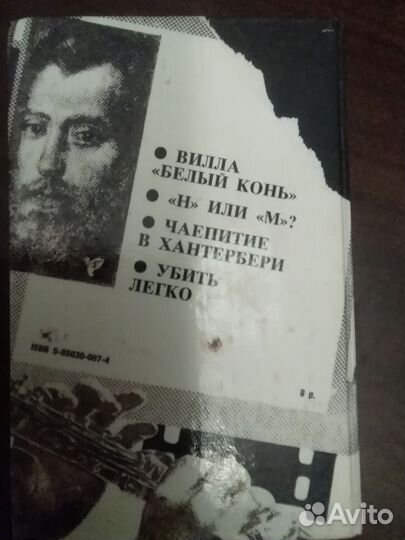 ● ВИЛЛА
«БЕЛЫЙ КОНЬ»
● «Н» ИЛИ «М»?
● ЧАЕПИТИЕ
В ХАНТЕРБЕРИ
● УБИТЬ
ЛЕГКО
ISBN 5-85030-007-4
8 р.
Avito